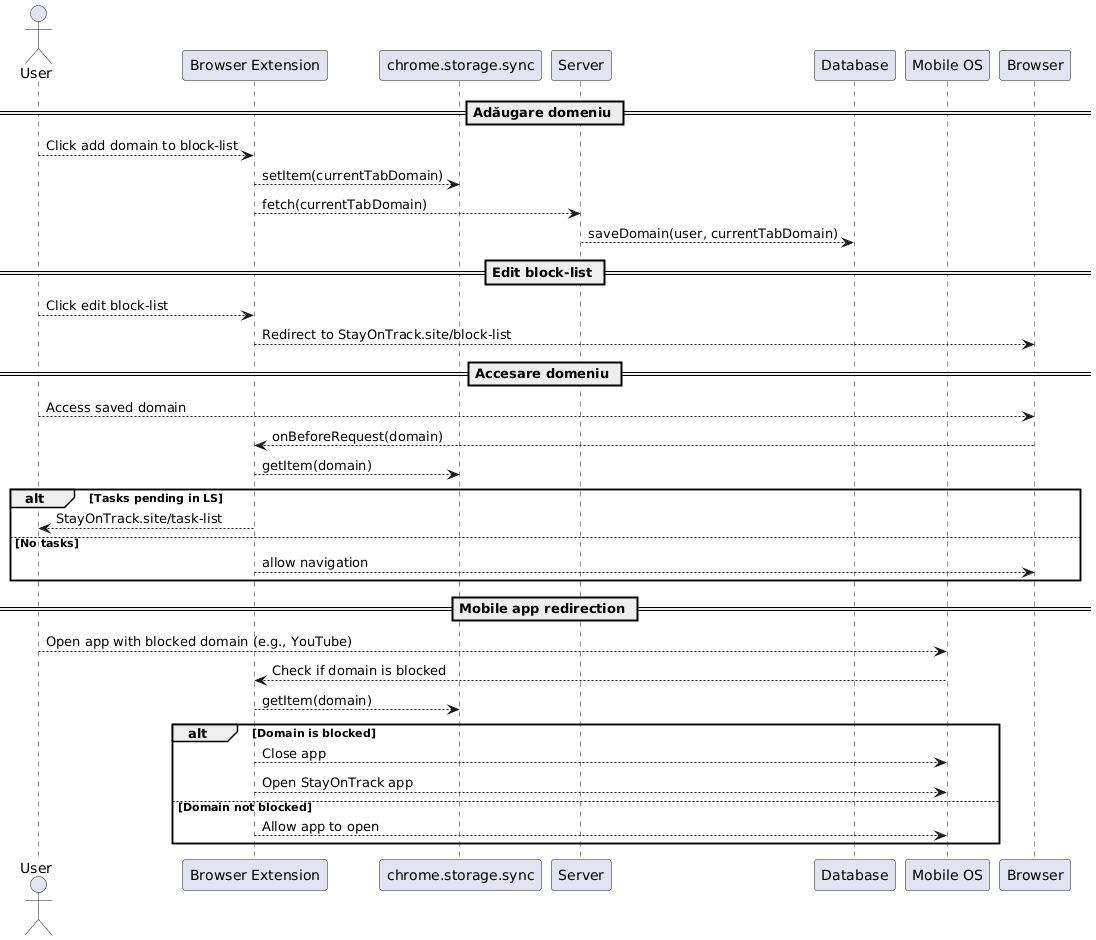 User
Browser Extension
chrome.storage.sync
Server
Database
Mobile OS
Browser
Adăugare domeniu
Click add domain to block-list
setItem(currentTabDomain)
fetch(currentTabDomain)
saveDomain(user, currentTabDomain)
Edit block-list
Click edit block-list
Redirect to StayOnTrack.site/block-list
Accesare domeniu
Access saved domain
onBeforeRequest(domain)
getItem(domain)
alt
[Tasks pending in LS]
StayOnTrack.site/task-list
[No tasks]
allow navigation
Mobile app redirection
Open app with blocked domain (e.g., YouTube)
Check if domain is blocked
getItem(domain)
alt
[Domain is blocked]
Close app
Open StayOnTrack app
[Domain not blocked]
Allow app to open
User
Browser Extension
chrome.storage.sync
Server
Database
Mobile OS
Browser